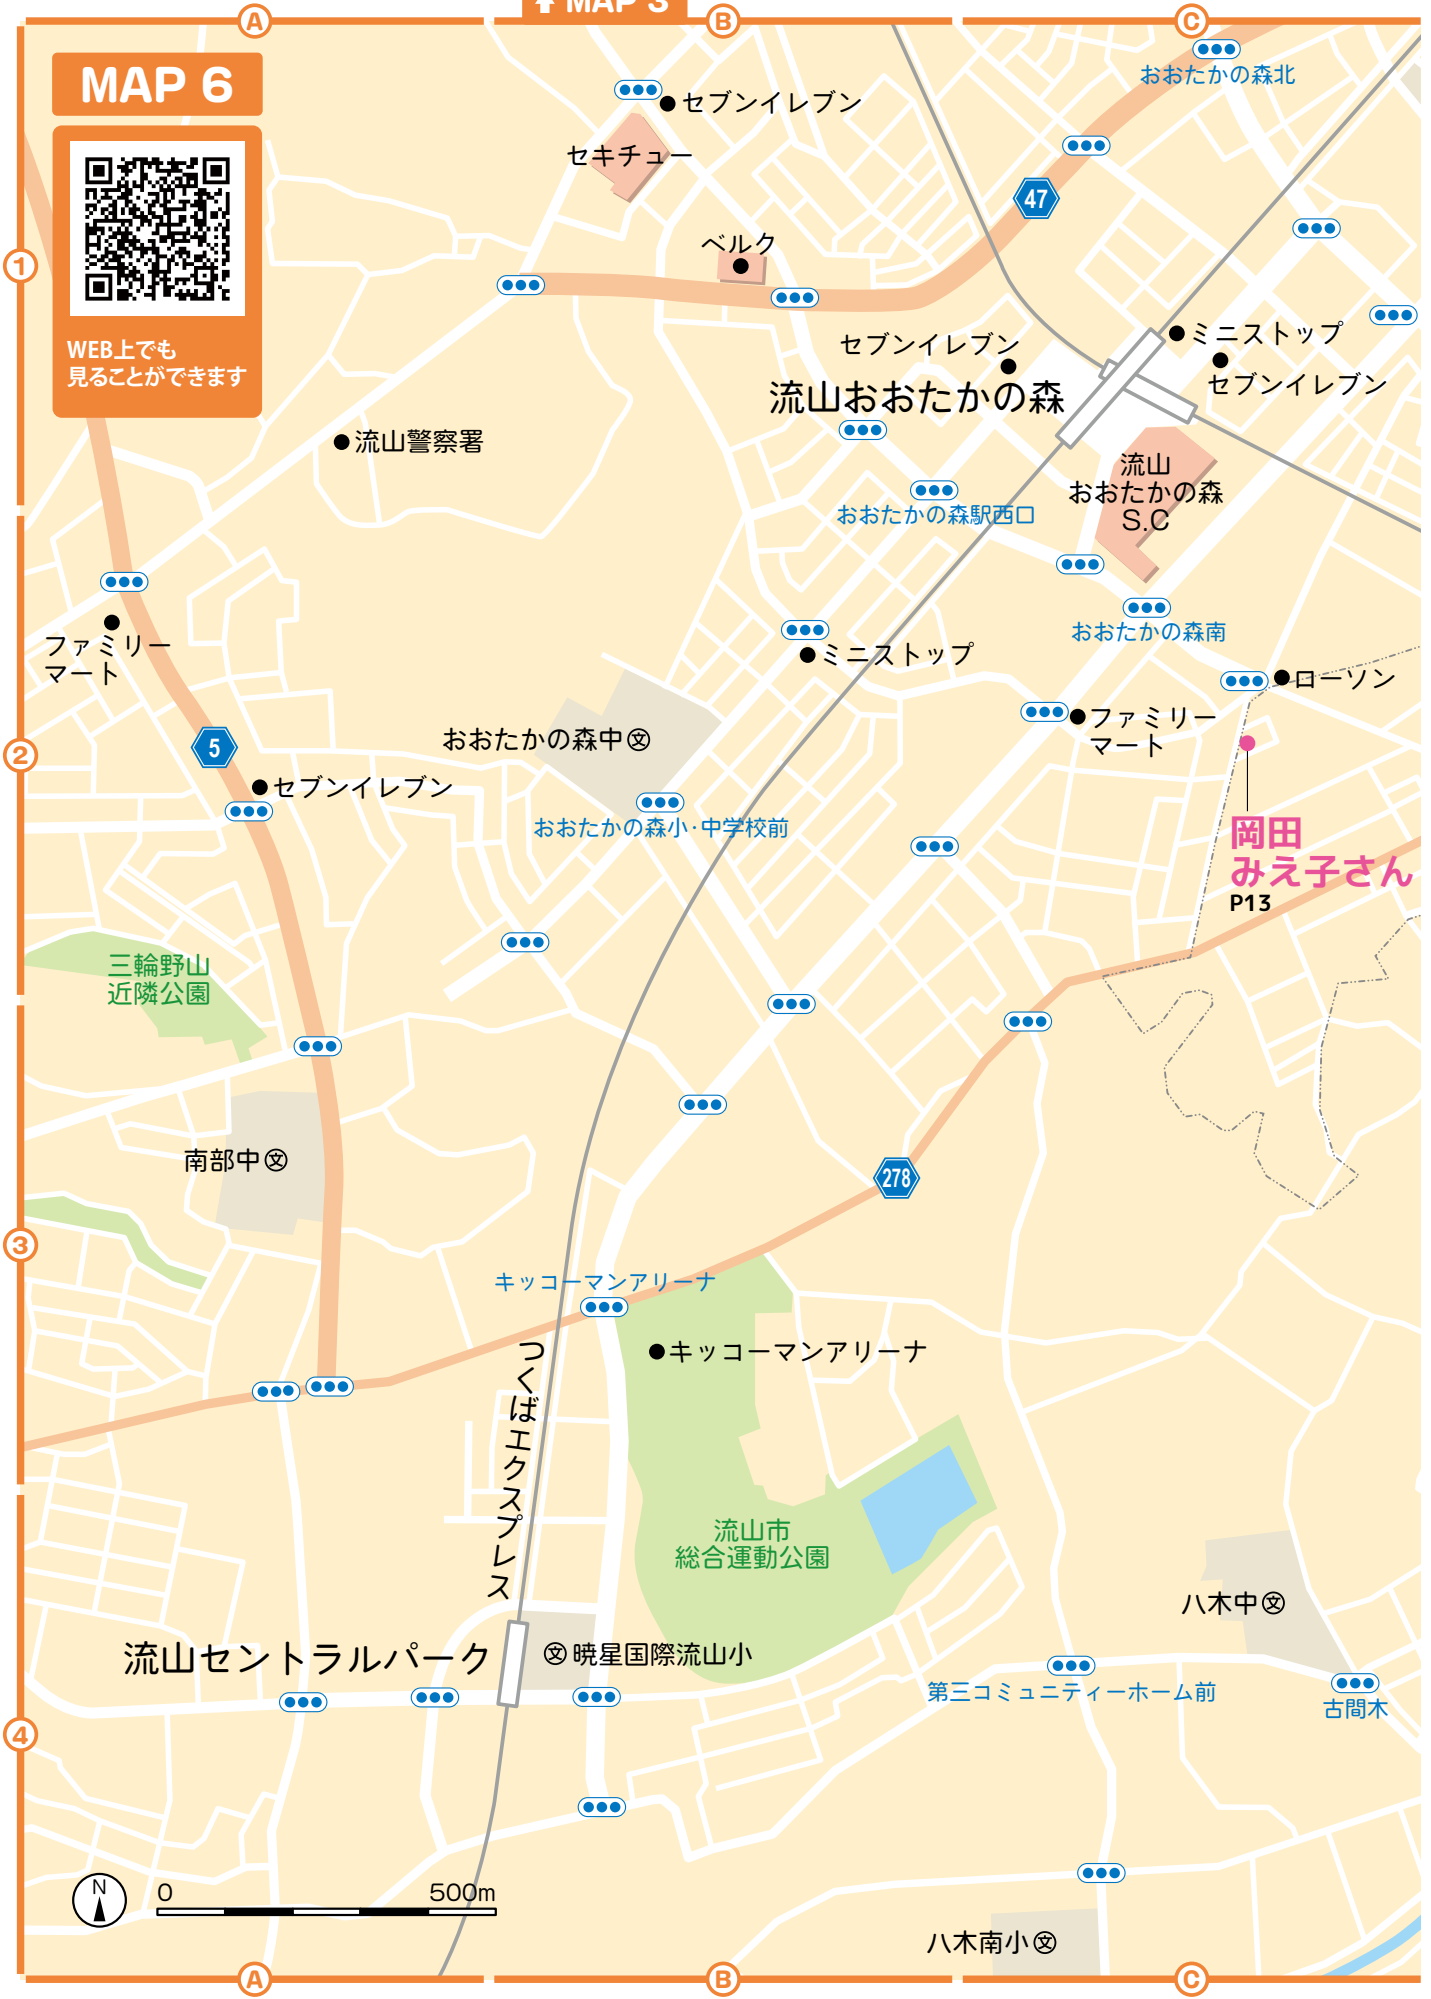 MAP 3
A
B
C
MAP 6
WEB上でも
見ることができます
おおたかの森北
セブンイレブン
セキチュー
47
ベルク
1
セブンイレブン
ミニストップ
セブンイレブン
流山おおたかの森
流山警察署
流山
おおたかの森
S.C
おおたかの森駅西口
ファミリー
マート
おおたかの森南
ミニストップ
ローソン
ファミリー
マート
おおたかの森中文
5
2
セブンイレブン
おおたかの森小・中学校前
岡田
みえ子さん
P13
三輪野山
近隣公園
南部中文
278
3
キッコーマンアリーナ
キッコーマンアリーナ
つくばエクスプレス
流山市
総合運動公園
八木中文
流山セントラルパーク
文暁星国際流山小
第三コミュニティーホーム前
古間木
4
N
0
500m
八木南小文
A
B
C